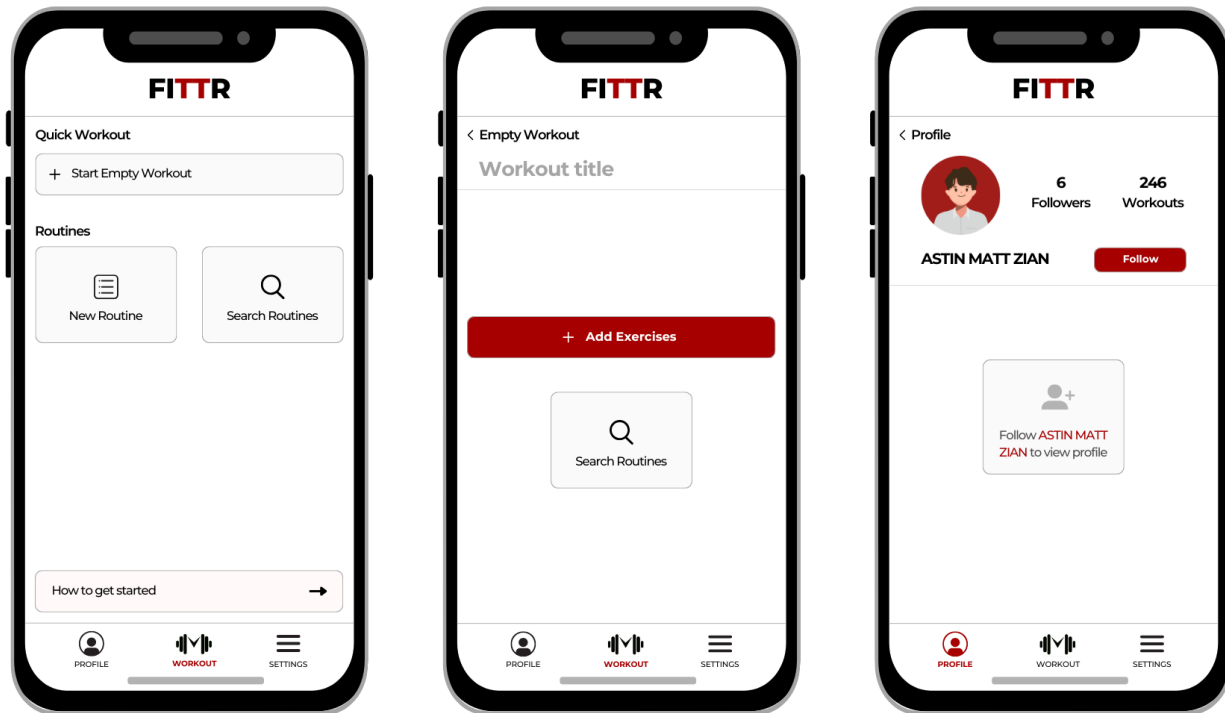 FITTR
Quick Workout
+ Start Empty Workout
Routines
New Routine
Search Routines
How to get started
PROFILE
WORKOUT
SETTINGS
FITTR
< Empty Workout
Workout title
+ Add Exercises
Search Routines
PROFILE
WORKOUT
SETTINGS
FITTR
< Profile
6
Followers
246
Workouts
ASTIN MATT ZIAN
Follow
Follow ASTIN MATT
ZIAN to view profile
PROFILE
WORKOUT
SETTINGS